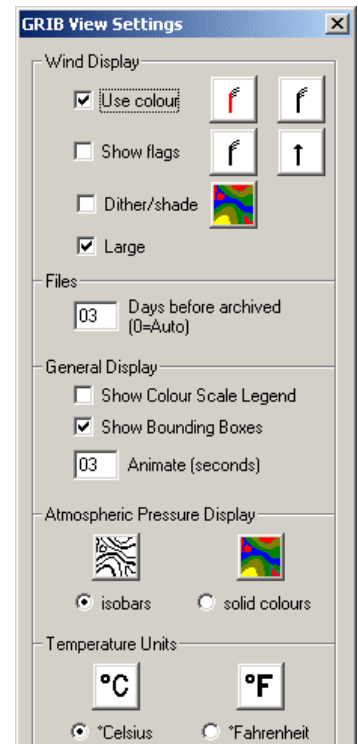 GRIB View Settings
Wind Display
Use colour
Show flags
Dither/shade
Large
Files
03 Days before archived
(0=Auto)
General Display
Show Colour Scale Legend
Show Bounding Boxes
03 Animate (seconds)
Atmospheric Pressure Display
isobars solid colours
Temperature Units
°C °F
°Celsius °Fahrenheit